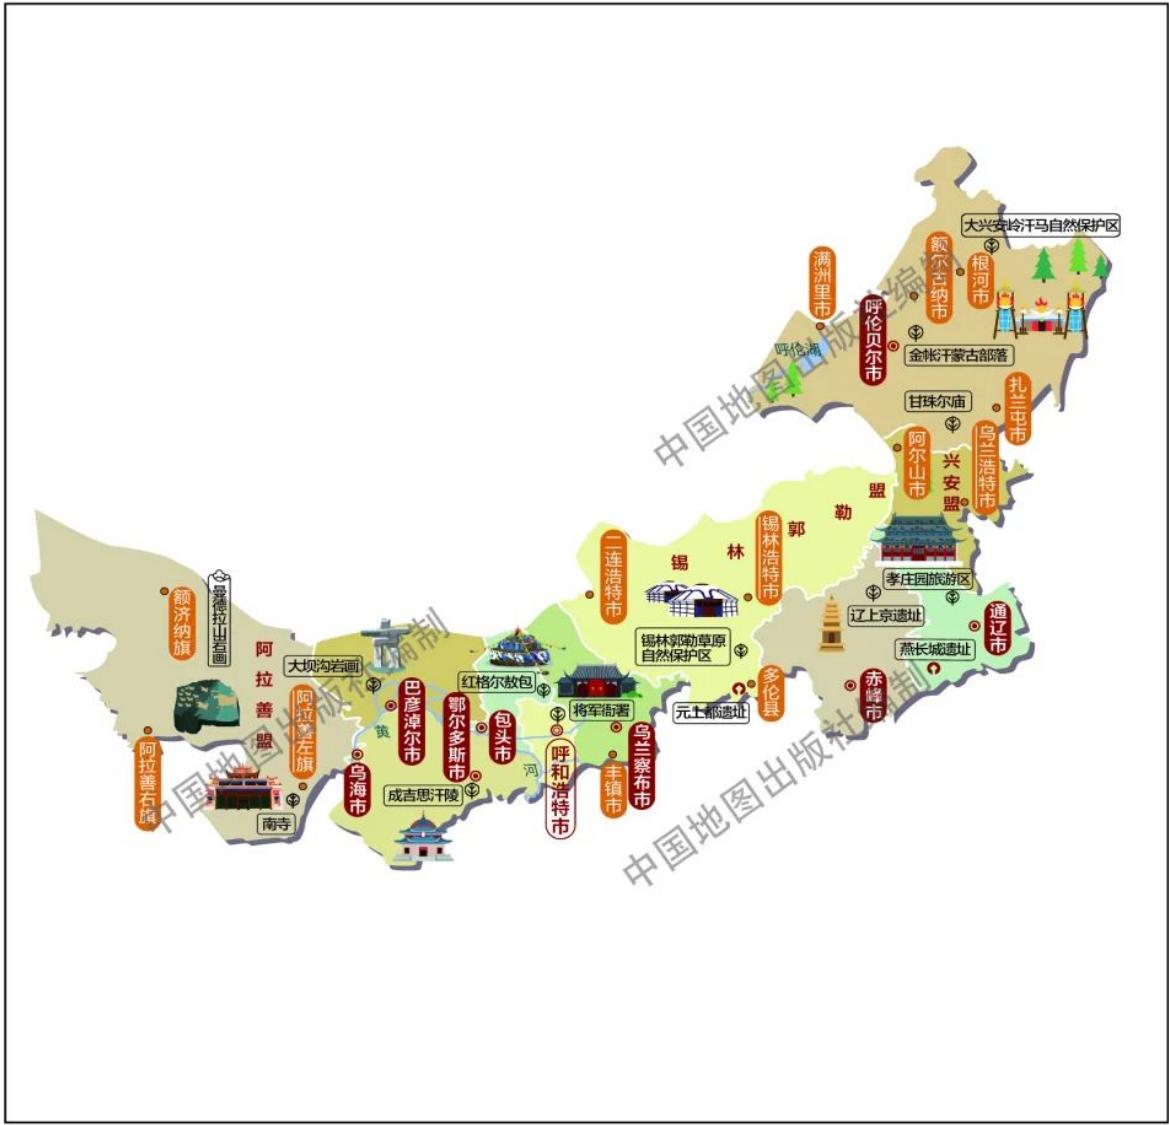 大兴安岭汗马自然保护区
额尔古纳市
根河市
满洲里市
呼伦贝尔市
呼伦湖
金帐汗蒙古部落
扎兰屯市
甘珠尔庙
阿尔山市
兴安盟
乌兰浩特市
锡林郭勒盟
二连浩特市
锡林浩特市
孝庄园旅游区
辽上京遗址
通辽市
燕长城遗址
赤峰市
锡林郭勒草原
自然保护区
多伦县
元上都遗址
额济纳旗
曼德拉山岩画
阿拉善盟
大坝沟岩画
红格尔敖包
将军衙署
阿拉善左旗
巴彦淖尔市
鄂尔多斯市
包头市
黄河
乌海市
呼和浩特市
乌兰察布市
丰镇市
阿拉善右旗
成吉思汗陵
南寺
中国地图出版社编制
中国地图出版社编制
中国地图出版社编制